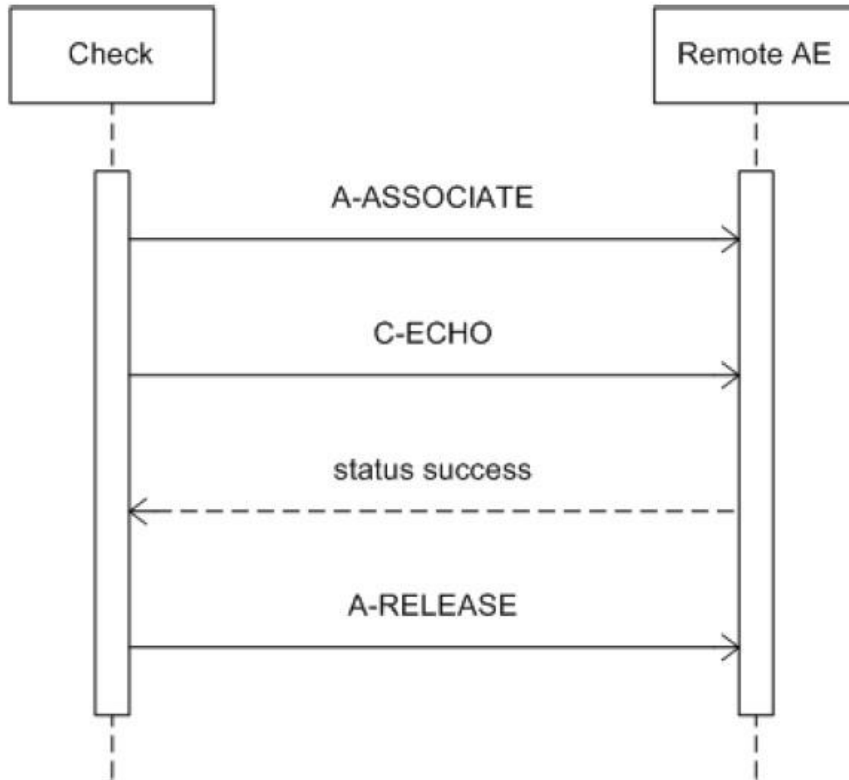 Check
Remote AE
A-ASSOCIATE
C-ECHO
status success
A-RELEASE